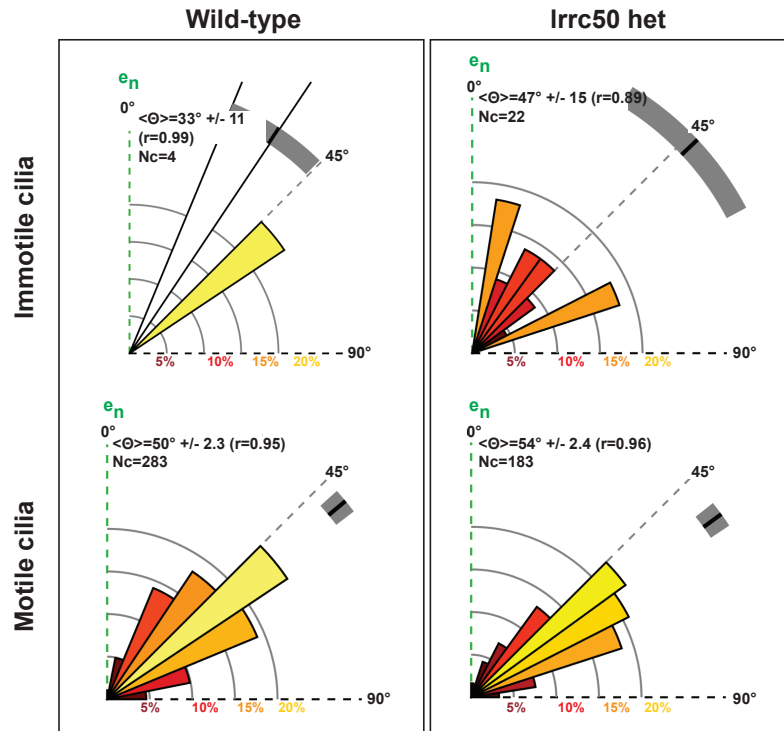 Wild-type
lrrc50 het
Immotile cilia
en
0°
<Θ>=33° +/- 11
(r=0.99)
Nc=4
45°
90°
5% 10% 15% 20%
en
0°
<Θ>=47° +/- 15 (r=0.89)
Nc=22
45°
90°
5% 10% 15% 20%
Motile cilia
en
0°
<Θ>=50° +/- 2.3 (r=0.95)
Nc=283
45°
90°
5% 10% 15% 20%
en
0°
<Θ>=54° +/- 2.4 (r=0.96)
Nc=183
45°
90°
5% 10% 15% 20%